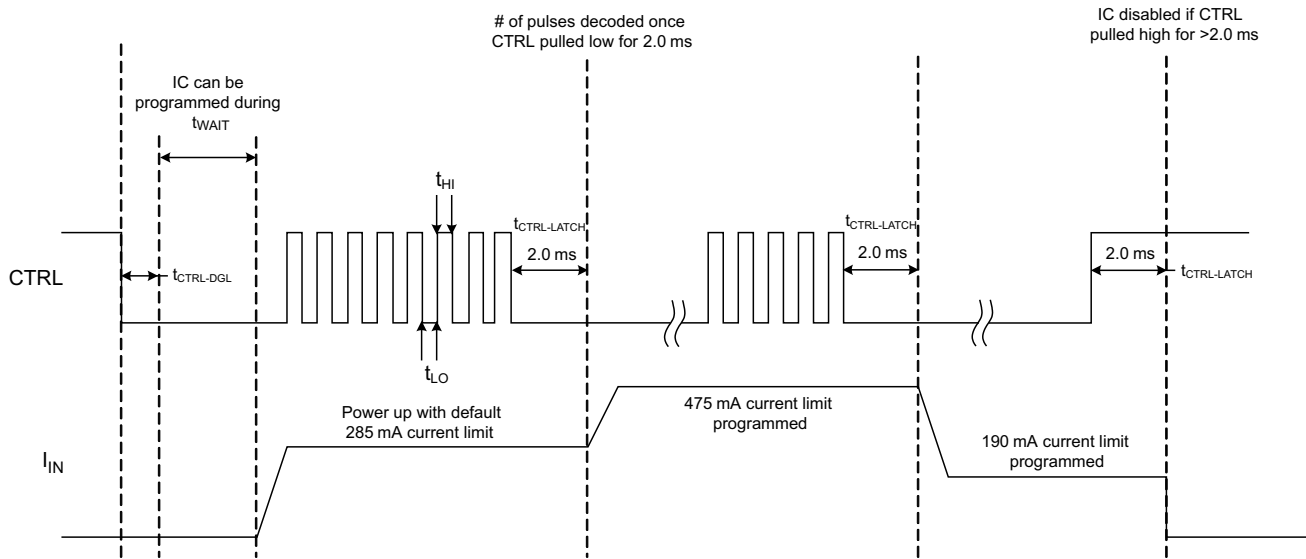 # of pulses decoded once
CTRL pulled low for 2.0 ms
IC disabled if CTRL
pulled high for >2.0 ms
IC can be
programmed during
tWAIT
tHI
tCTRL-LATCH
2.0 ms
tCTRL-LATCH
2.0 ms
2.0 ms
tCTRL-LATCH
CTRL
tCTRL-DGL
tLO
Power up with default
285 mA current limit
475 mA current limit
programmed
190 mA current limit
programmed
IIN